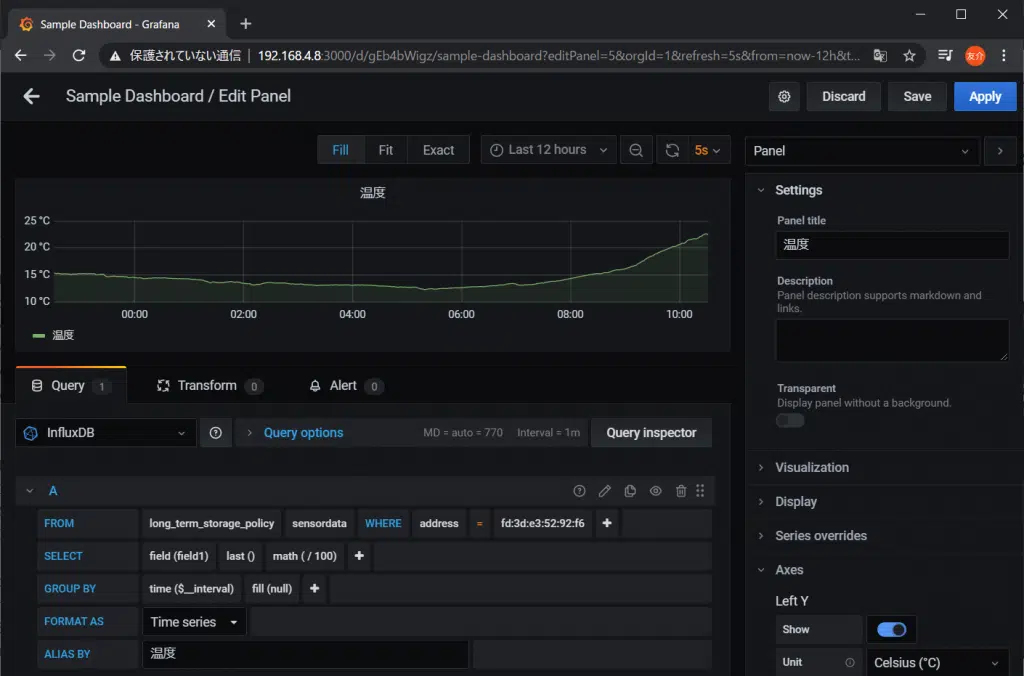 Sample Dashboard - Grafana
保護されていない通信 | 192.168.4.8:3000/d/gEb4bWigz/sample-dashboard?editPanel=5&orgId=1&refresh=5s&from=now-12h&t...
友介
Sample Dashboard / Edit Panel
Discard
Save
Apply
Fill
Fit
Exact
Last 12 hours
5s
Panel
温度
25 °C
20 °C
15 °C
10 °C
00:00
02:00
04:00
06:00
08:00
10:00
温度
Query 1
Transform 0
Alert 0
InfluxDB
Query options
MD = auto = 770
Interval = 1m
Query inspector
A
FROM long_term_storage_policy sensordata WHERE address = fd:3d:e3:52:92:f6 +
SELECT field (field1) last () math ( / 100) +
GROUP BY time ($__interval) fill (null) +
FORMAT AS Time series
ALIAS BY 温度
Settings
Panel title
温度
Description
Panel description supports markdown and
links.
Transparent
Display panel without a background.
Visualization
Display
Series overrides
Axes
Left Y
Show
Unit Celsius (°C)